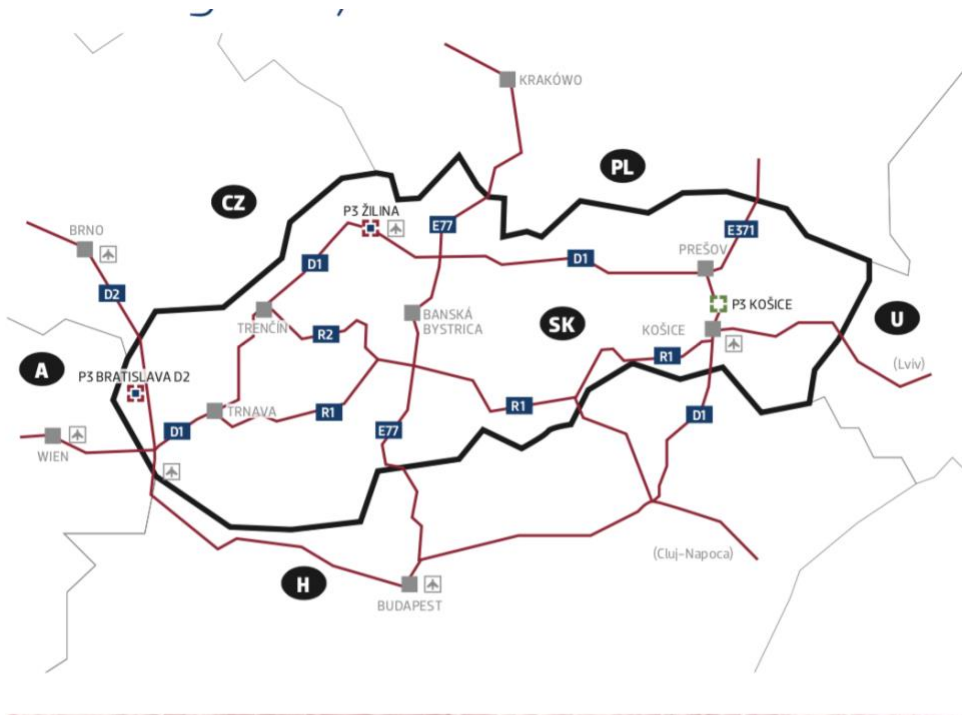 KRAKÓWO
PL
CZ
P3 ŽILINA
E77
E371
BRNO
PREŠOV
D1
D1
D2
P3 KOŠICE
TRENČÍN
BANSKÁ
BYSTRICA
SK
KOŠICE
U
R2
R1
(Lviv)
A
P3 BRATISLAVA D2
TRNAVA
R1
R1
D1
D1
E77
WIEN
(Cluj-Napoca)
H
BUDAPEST